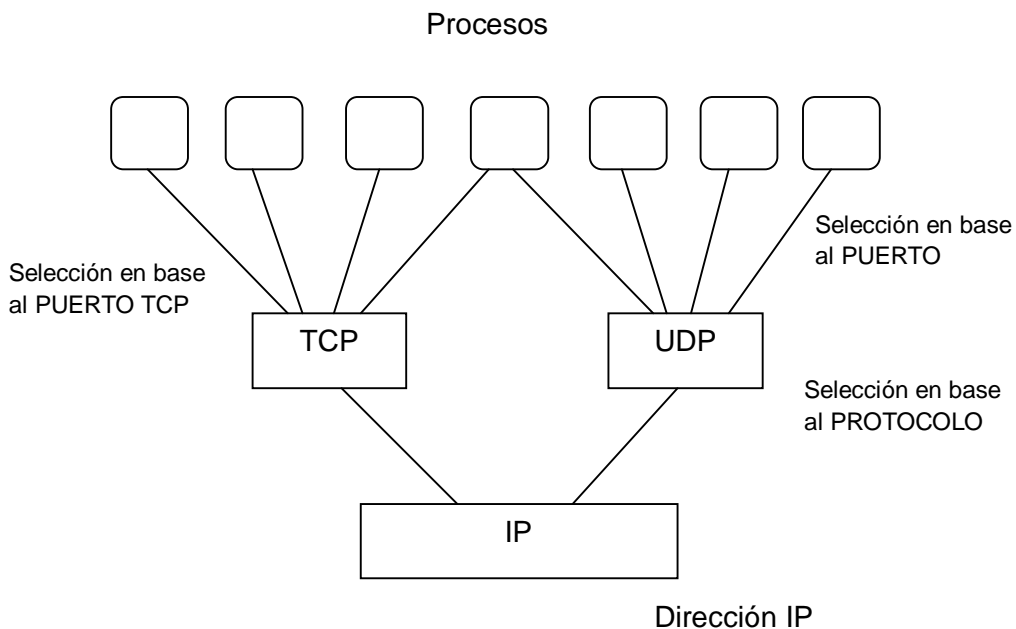 Procesos
Selección en base
al PUERTO
Selección en base
al PUERTO TCP
TCP
UDP
Selección en base
al PROTOCOLO
IP
Dirección IP